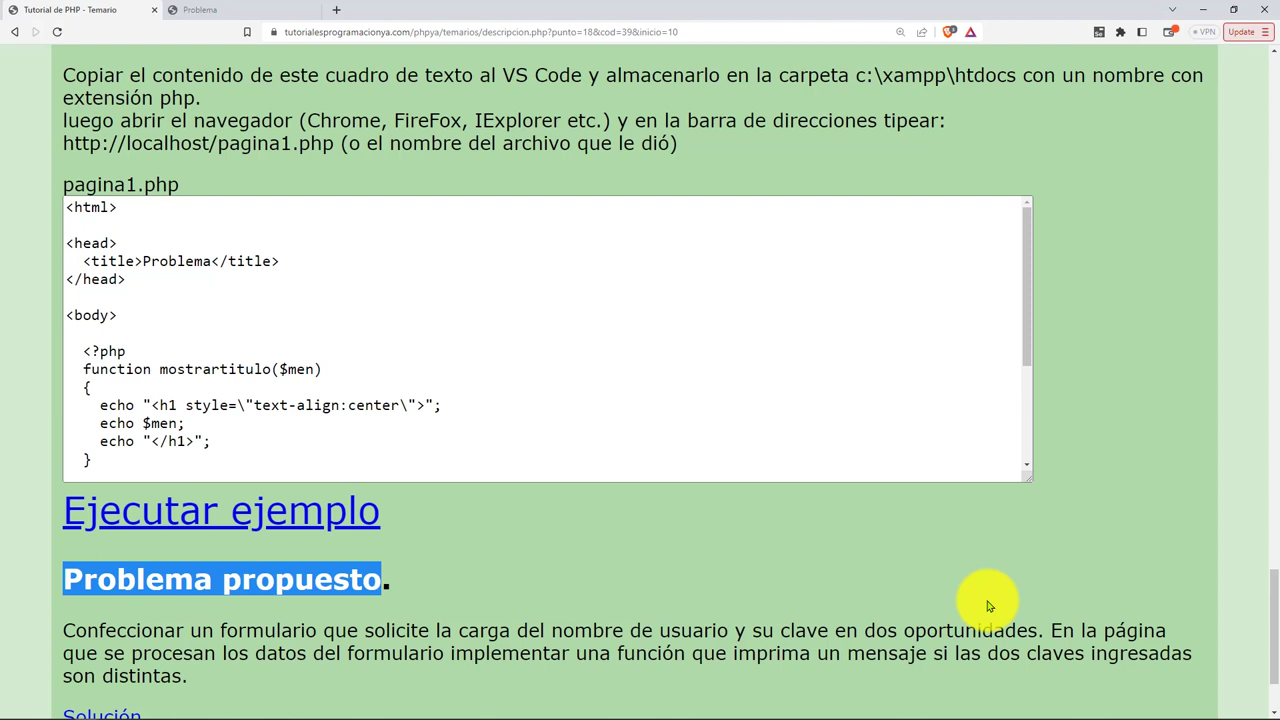 Tutorial de PHP - Temario
Problema
tutorialesprogramacionya.com/phpya/temarios/descripcion.php?punto=18&cod=39&inicio=10
VPN
Update
Copiar el contenido de este cuadro de texto al VS Code y almacenarlo en la carpeta c:\xampp\htdocs con un nombre con
extensión php.
luego abrir el navegador (Chrome, FireFox, IExplorer etc.) y en la barra de direcciones tipear:
http://localhost/pagina1.php (o el nombre del archivo que le dió)
pagina1.php
<html>
<head>
<title>Problema</title>
</head>
<body>
<?php
function mostrartitulo($men)
{
echo "<h1 style=\"text-align:center\">";
echo $men;
echo "</h1>";
}
Ejecutar ejemplo
Problema propuesto.
Confeccionar un formulario que solicite la carga del nombre de usuario y su clave en dos oportunidades. En la página
que se procesan los datos del formulario implementar una función que imprima un mensaje si las dos claves ingresadas
son distintas.
Solución